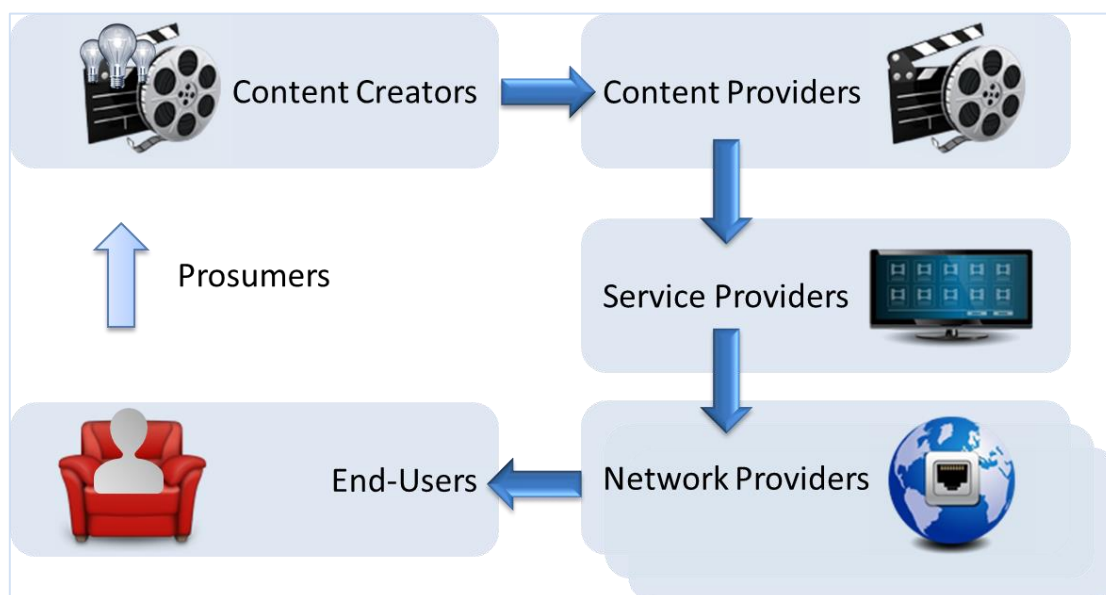 Content Creators
Content Providers
Prosumers
Service Providers
End-Users
Network Providers